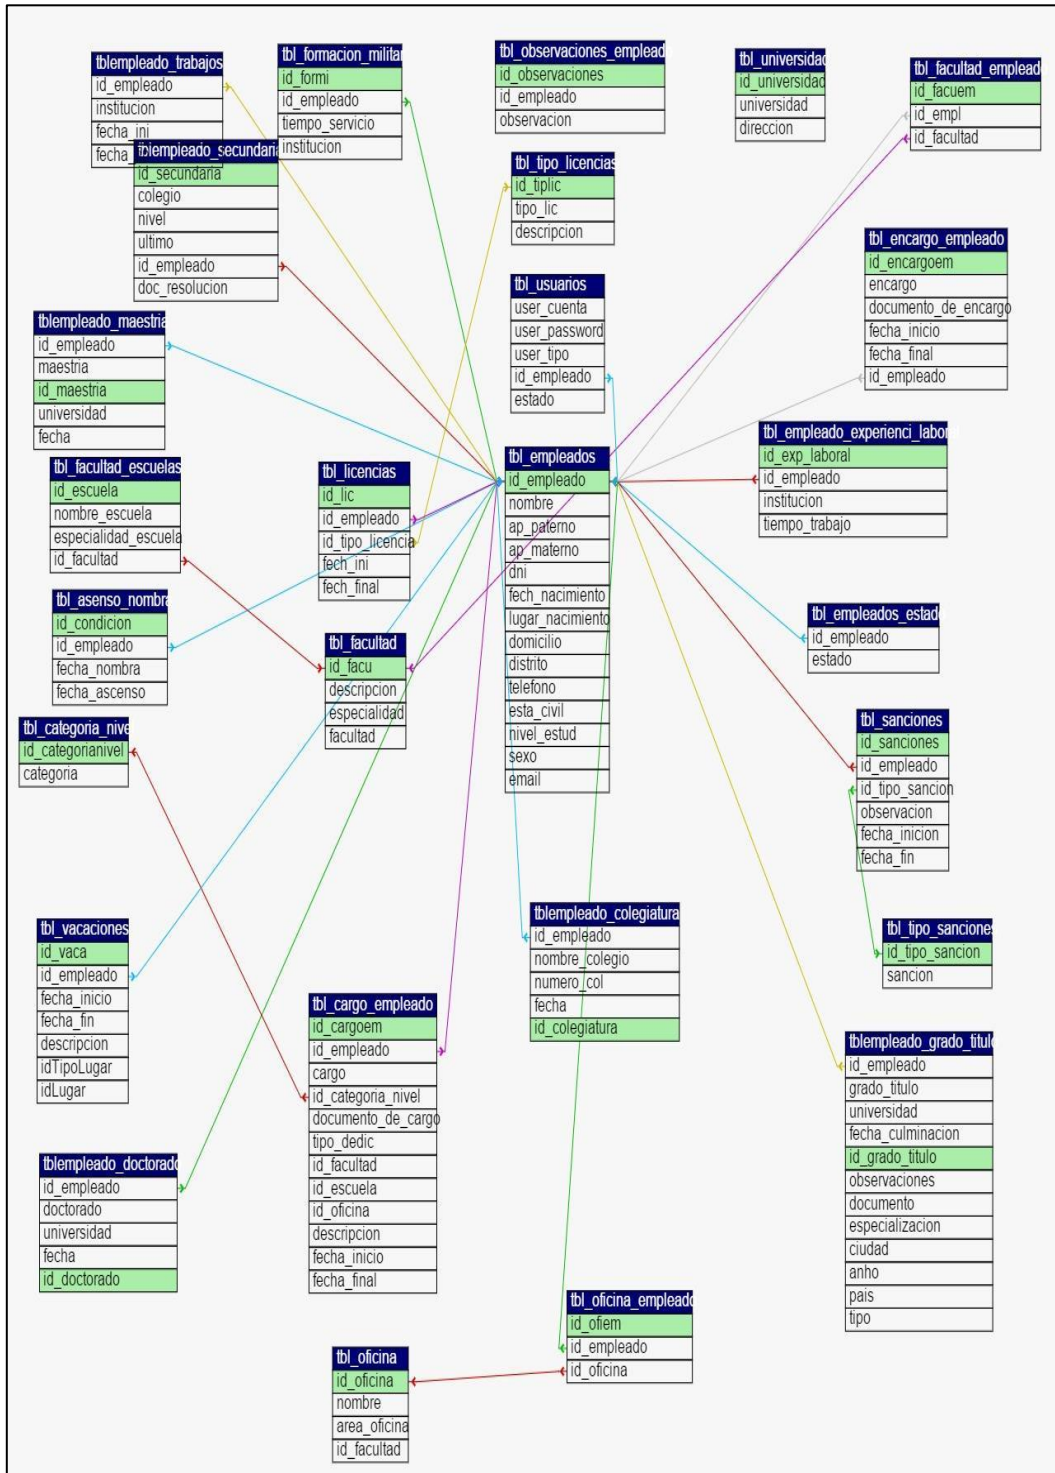 tblempleado_trabajos
id_empleado
institucion
fecha_ini
fecha_
tbl_formacion_militar
id_formi
id_empleado
tiempo_servicio
institucion
tbl_observaciones_emplead
id_observaciones
id_empleado
observacion
tbl_universidad
id_universidad
universidad
direccion
tbl_facultad_emplead
id_facuem
id_empl
id_facultad
tblempleado_secundaria
id_secundaria
colegio
nivel
ultimo
id_empleado
doc_resolucion
tbl_tipo_licencias
id_tiplic
tipo_lic
descripcion
tbl_encargo_empleado
id_encargoem
encargo
documento_de_encargo
fecha_inicio
fecha_final
id_empleado
tbl_usuarios
user_cuenta
user_password
user_tipo
id_empleado
estado
tblempleado_maestria
id_empleado
maestria
id_maestria
universidad
fecha
tbl_empleado_experienci_labora
id_exp_laboral
id_empleado
institucion
tiempo_trabajo
tbl_facultad_escuelas
id_escuela
nombre_escuela
especialidad_escuela
id_facultad
tbl_licencias
id_lic
id_empleado
id_tipo_licencia
fech_ini
fech_final
tbl_empleados
id_empleado
nombre
ap_paterno
ap_materno
dni
fech_nacimiento
lugar_nacimiento
domicilio
distrito
telefono
esta_civil
nivel_estud
sexo
email
tbl_asenso_nombra
id_condicion
id_empleado
fecha_nombra
fecha_ascenso
tbl_empleados_estado
id_empleado
estado
tbl_facultad
id_facu
descripcion
especialidad
facultad
tbl_categoria_nive
id_categorianivel
categoria
tbl_sanciones
id_sanciones
id_empleado
id_tipo_sancion
observacion
fecha_inicion
fecha_fin
tbl_vacaciones
id_vaca
id_empleado
fecha_inicio
fecha_fin
descripcion
idTipoLugar
idLugar
tblempleado_colegiatura
id_empleado
nombre_colegio
numero_col
fecha
id_colegiatura
tbl_tipo_sanciones
id_tipo_sancion
sancion
tbl_cargo_empleado
id_cargoem
id_empleado
cargo
id_categoria_nivel
documento_de_cargo
tipo_dedic
id_facultad
id_escuela
id_oficina
descripcion
fecha_inicio
fecha_final
tblempleado_grado_titulo
id_empleado
grado_titulo
universidad
fecha_culminacion
id_grado_titulo
observaciones
documento
especializacion
ciudad
anho
pais
tipo
tblempleado_doctorado
id_empleado
doctorado
universidad
fecha
id_doctorado
tbl_oficina_empleado
id_ofiem
id_empleado
id_oficina
tbl_oficina
id_oficina
nombre
area_oficina
id_facultad